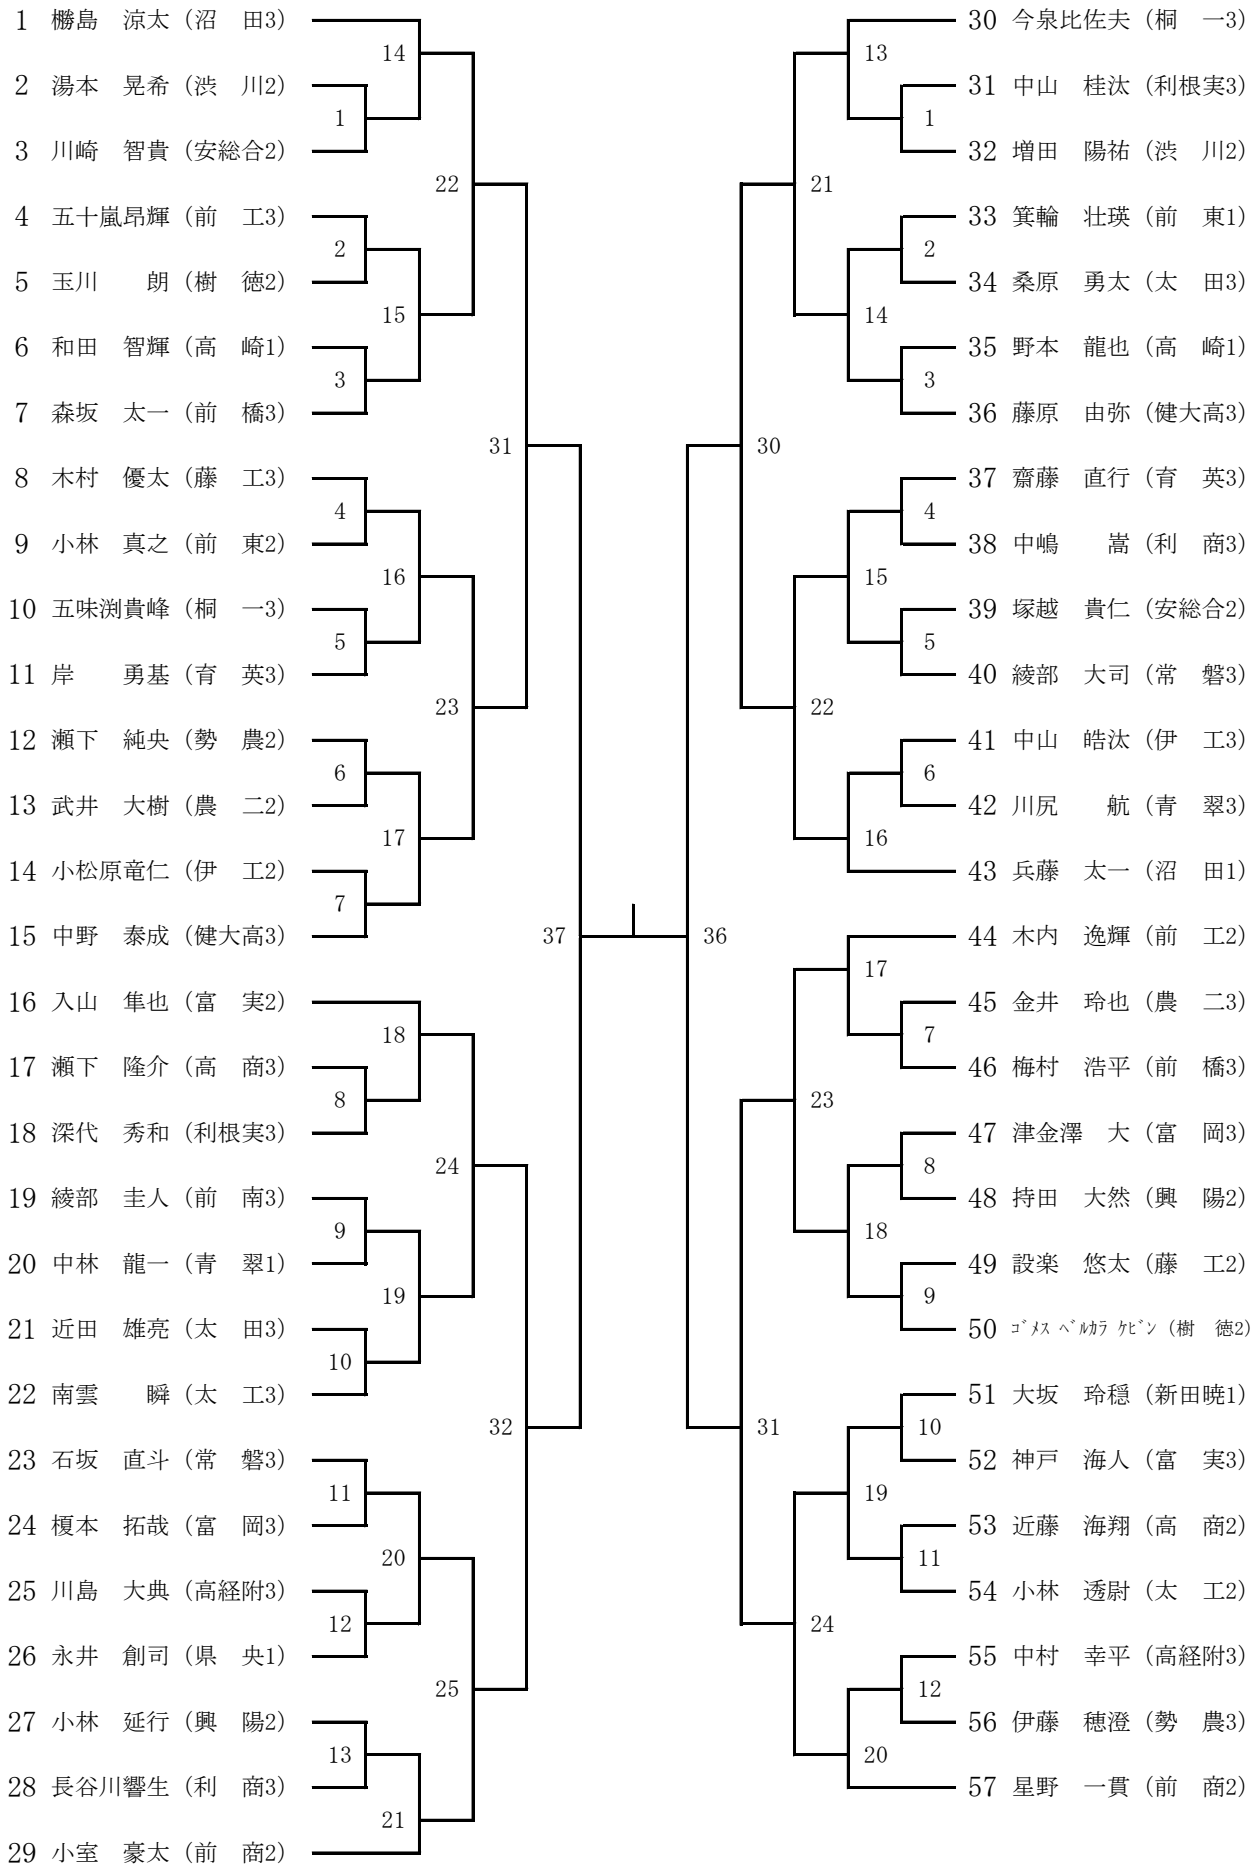 1 橳島　涼太（沼　田3）
2 湯本　晃希（渋　川2）
3 川崎　智貴（安総合2）
4 五十嵐昂輝（前　工3）
5 玉川　　朗（樹　徳2）
6 和田　智輝（高　崎1）
7 森坂　太一（前　橋3）
8 木村　優太（藤　工3）
9 小林　真之（前　東2）
10 五味渕貴峰（桐　一3）
11 岸　　勇基（育　英3）
12 瀬下　純央（勢　農2）
13 武井　大樹（農　二2）
14 小松原竜仁（伊　工2）
15 中野　泰成（健大高3）
16 入山　隼也（富　実2）
17 瀬下　隆介（高　商3）
18 深代　秀和（利根実3）
19 綾部　圭人（前　南3）
20 中林　龍一（青　翠1）
21 近田　雄亮（太　田3）
22 南雲　　瞬（太　工3）
23 石坂　直斗（常　磐3）
24 榎本　拓哉（富　岡3）
25 川島　大典（高経附3）
26 永井　創司（県　央1）
27 小林　延行（興　陽2）
28 長谷川響生（利　商3）
29 小室　豪太（前　商2）
14
1
22
2
15
3
31
4
16
5
23
6
17
7
37
18
8
24
9
19
10
32
11
20
12
25
13
21
30 今泉比佐夫（桐　一3）
31 中山　桂汰（利根実3）
32 増田　陽祐（渋　川2）
33 箕輪　壮瑛（前　東1）
34 桑原　勇太（太　田3）
35 野本　龍也（高　崎1）
36 藤原　由弥（健大高3）
37 齋藤　直行（育　英3）
38 中嶋　　嵩（利　商3）
39 塚越　貴仁（安総合2）
40 綾部　大司（常　磐3）
41 中山　皓汰（伊　工3）
42 川尻　　航（青　翠3）
43 兵藤　太一（沼　田1）
44 木内　逸輝（前　工2）
45 金井　玲也（農　二3）
46 梅村　浩平（前　橋3）
47 津金澤　大（富　岡3）
48 持田　大然（興　陽2）
49 設楽　悠太（藤　工2）
50 ｺﾞﾒｽ ﾍﾞﾙｶﾗ ｹﾋﾞﾝ（樹　徳2）
51 大坂　玲穏（新田暁1）
52 神戸　海人（富　実3）
53 近藤　海翔（高　商2）
54 小林　透尉（太　工2）
55 中村　幸平（高経附3）
56 伊藤　穂澄（勢　農3）
57 星野　一貫（前　商2）
13
1
21
2
14
3
30
4
15
5
22
6
16
36
17
7
23
8
18
9
31
10
19
11
24
12
20